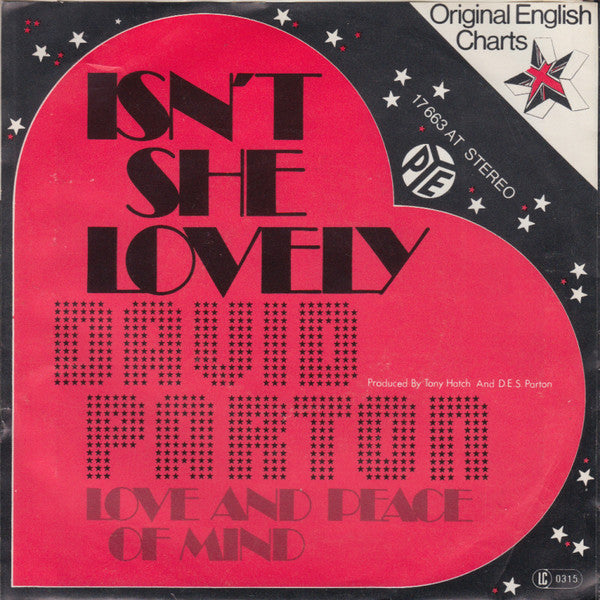 Original English
Charts
ISN'T
SHE
LOVELY
17 663 AT STEREO
PYE
DAVID
Produced By Tony Hatch And D.E.S. Parton
PARTON
LOVE AND PEACE
OF MIND
LC 0315